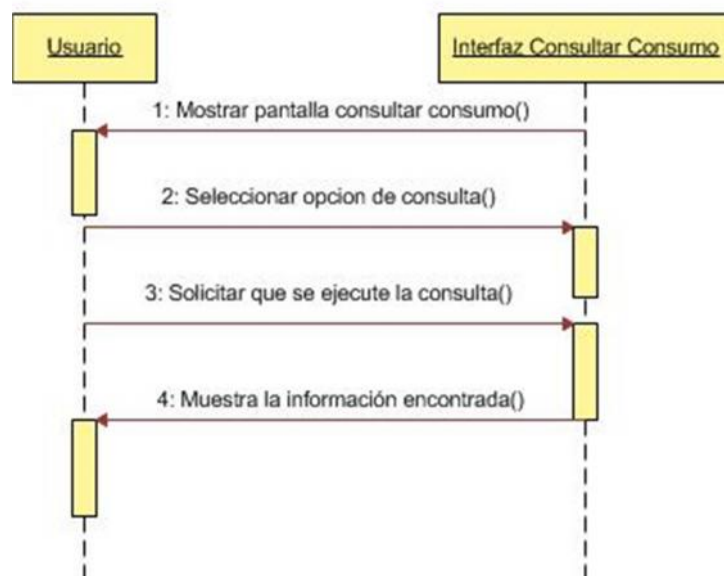 Usuario
Interfaz Consultar Consumo
1: Mostrar pantalla consultar consumo()
2: Seleccionar opcion de consulta()
3: Solicitar que se ejecute la consulta()
4: Muestra la información encontrada()